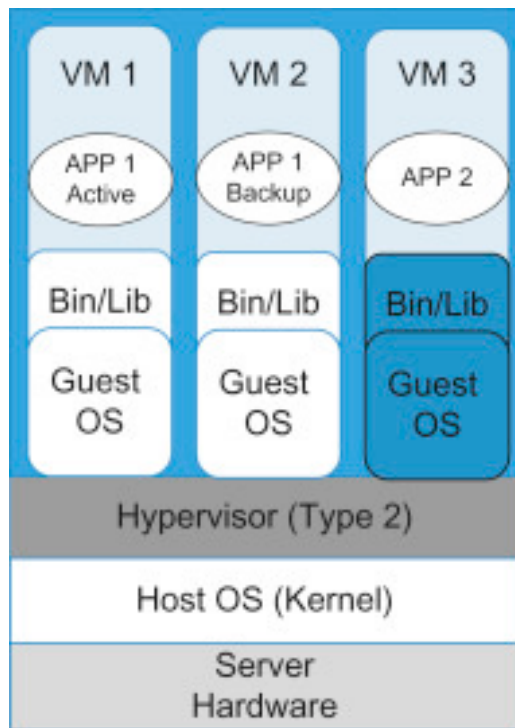 VM 1
APP 1
Active
Bin/Lib
Guest
OS
VM 2
APP 1
Backup
Bin/Lib
Guest
OS
VM 3
APP 2
Bin/Lib
Guest
OS
Hypervisor (Type 2)
Host OS (Kernel)
Server
Hardware